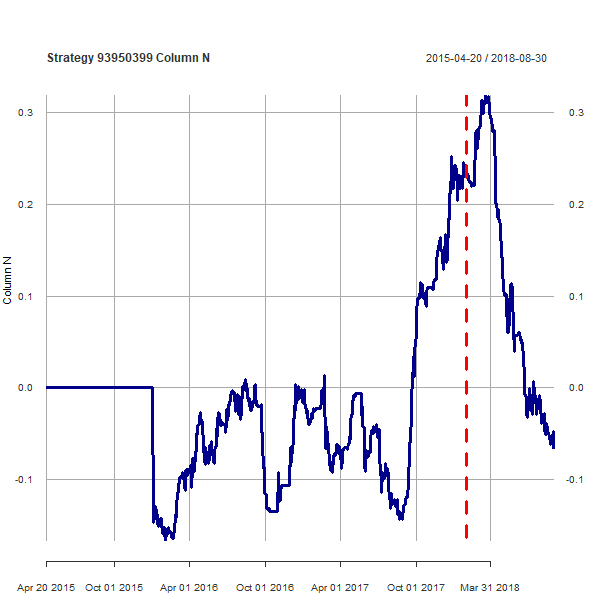 Strategy 93950399 Column N
2015-04-20 / 2018-08-30
0.3 0.3
0.2 0.2
0.1 0.1
0.0 0.0
-0.1 -0.1
Column N
Apr 20 2015 Oct 01 2015 Apr 01 2016 Oct 01 2016 Apr 01 2017 Oct 01 2017 Mar 31 2018